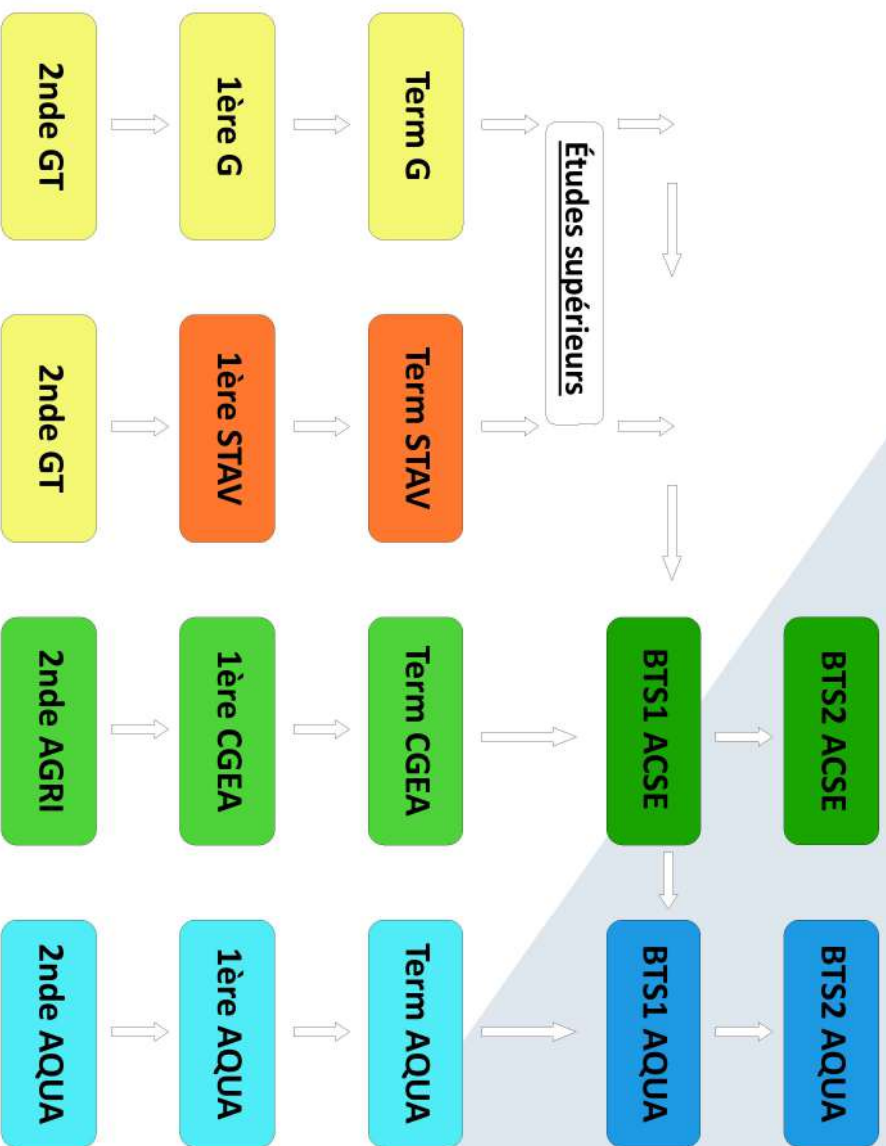 BTS2 ACSE
BTS2 AQUA
BTS1 ACSE
BTS1 AQUA
Études supérieurs
Term G
Term STAV
Term CGEA
Term AQUA
1ère G
1ère STAV
1ère CGEA
1ère AQUA
2nde GT
2nde GT
2nde AGRI
2nde AQUA